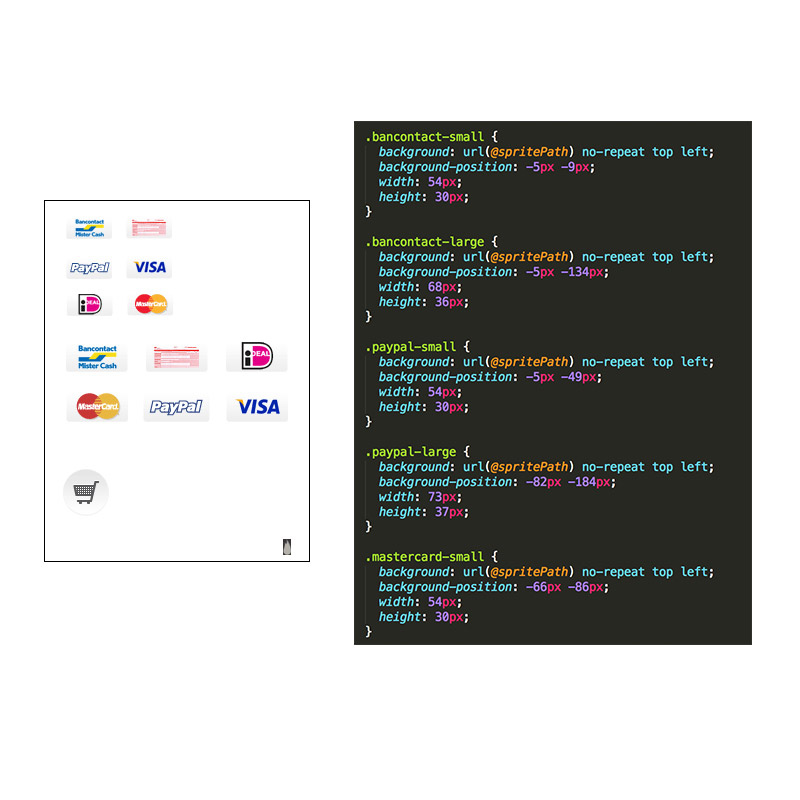 Bancontact
Mister Cash
PayPal
VISA
iDEAL
MasterCard.
Bancontact
Mister Cash
iDEAL
MasterCard.
PayPal
VISA
.bancontact-small {
background: url(@spritePath) no-repeat top left;
background-position: -5px -9px;
width: 54px;
height: 30px;
}
.bancontact-large {
background: url(@spritePath) no-repeat top left;
background-position: -5px -134px;
width: 68px;
height: 36px;
}
.paypal-small {
background: url(@spritePath) no-repeat top left;
background-position: -5px -49px;
width: 54px;
height: 30px;
}
.paypal-large {
background: url(@spritePath) no-repeat top left;
background-position: -82px -184px;
width: 73px;
height: 37px;
}
.mastercard-small {
background: url(@spritePath) no-repeat top left;
background-position: -66px -86px;
width: 54px;
height: 30px;
}